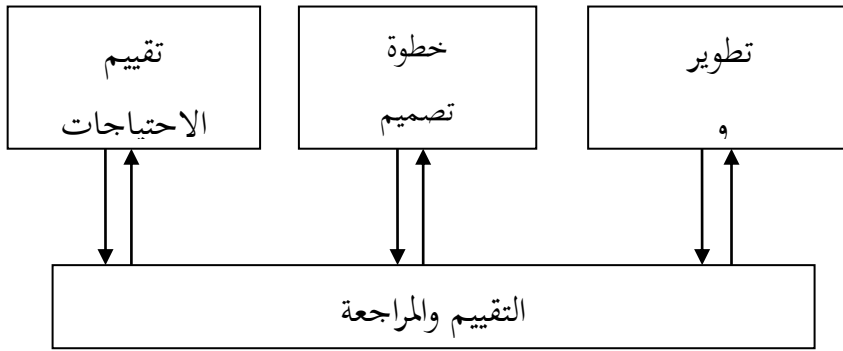 تطوير
و
خطوة
تصميم
تقييم
الاحتياجات
التقييم والمراجعة